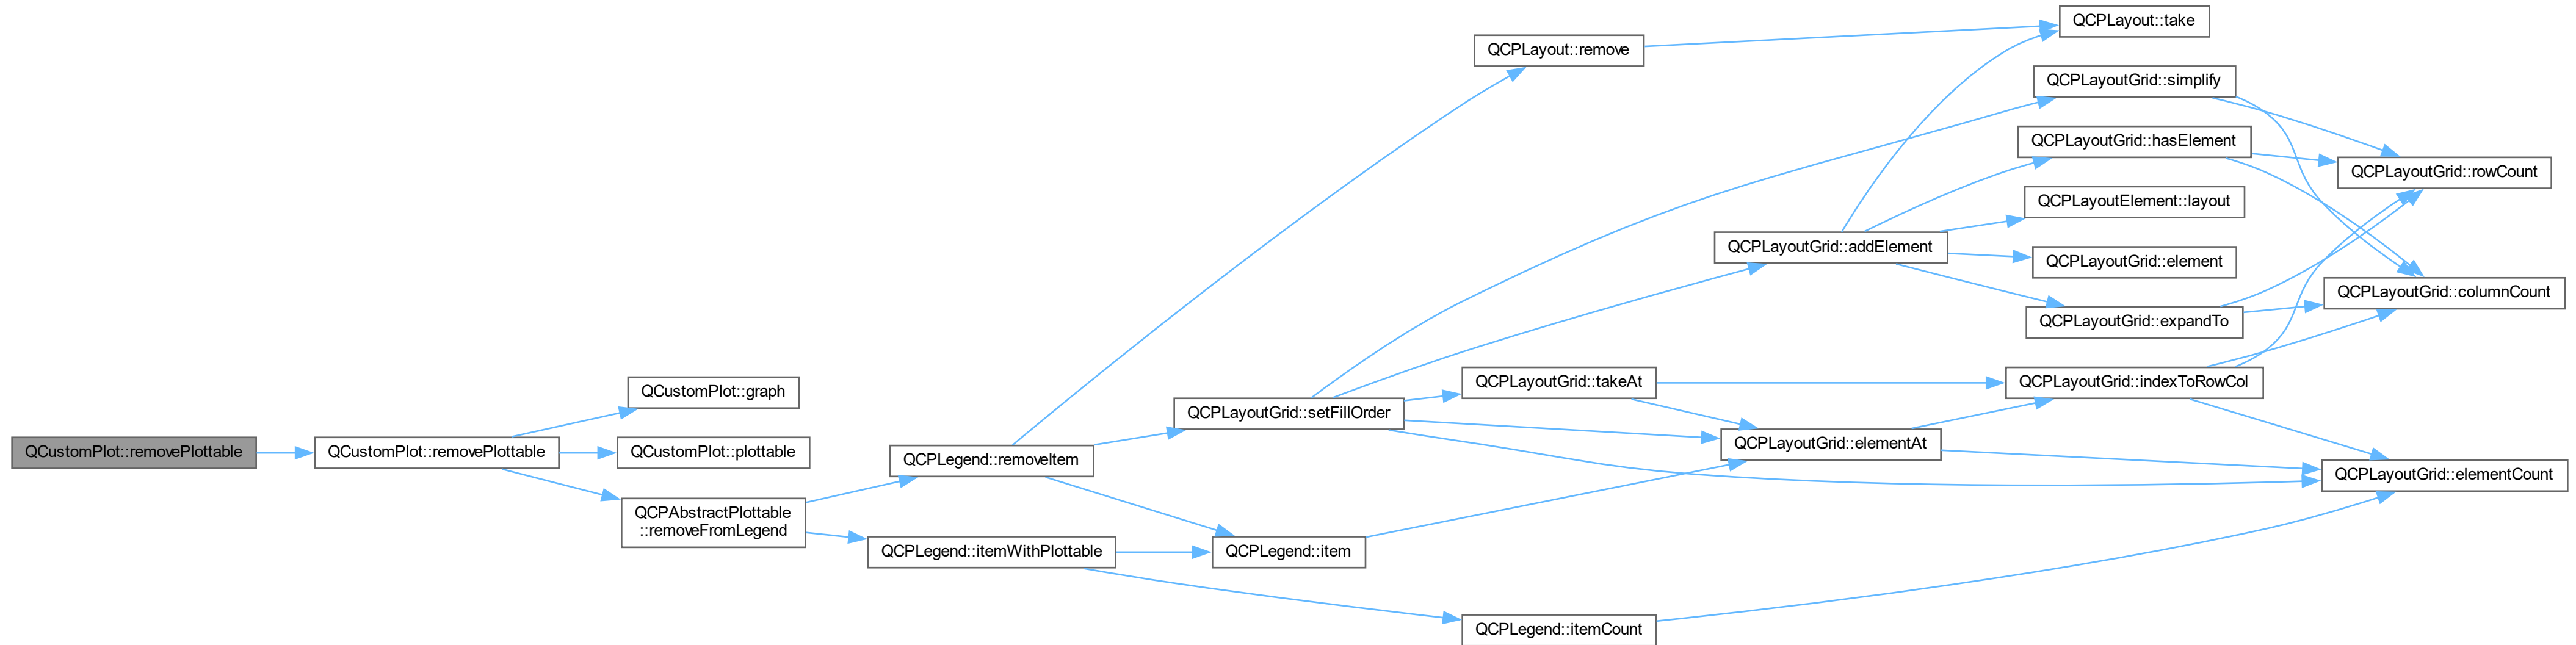 QCustomPlot::removePlottable
QCustomPlot::removePlottable
QCustomPlot::graph
QCustomPlot::plottable
QCPAbstractPlottable
::removeFromLegend
QCPLegend::removeItem
QCPLegend::itemWithPlottable
QCPLayout::remove
QCPLayoutGrid::setFillOrder
QCPLegend::item
QCPLayoutGrid::takeAt
QCPLegend::itemCount
QCPLayoutGrid::addElement
QCPLayoutGrid::elementAt
QCPLayout::take
QCPLayoutGrid::simplify
QCPLayoutGrid::hasElement
QCPLayoutElement::layout
QCPLayoutGrid::element
QCPLayoutGrid::expandTo
QCPLayoutGrid::indexToRowCol
QCPLayoutGrid::rowCount
QCPLayoutGrid::columnCount
QCPLayoutGrid::elementCount